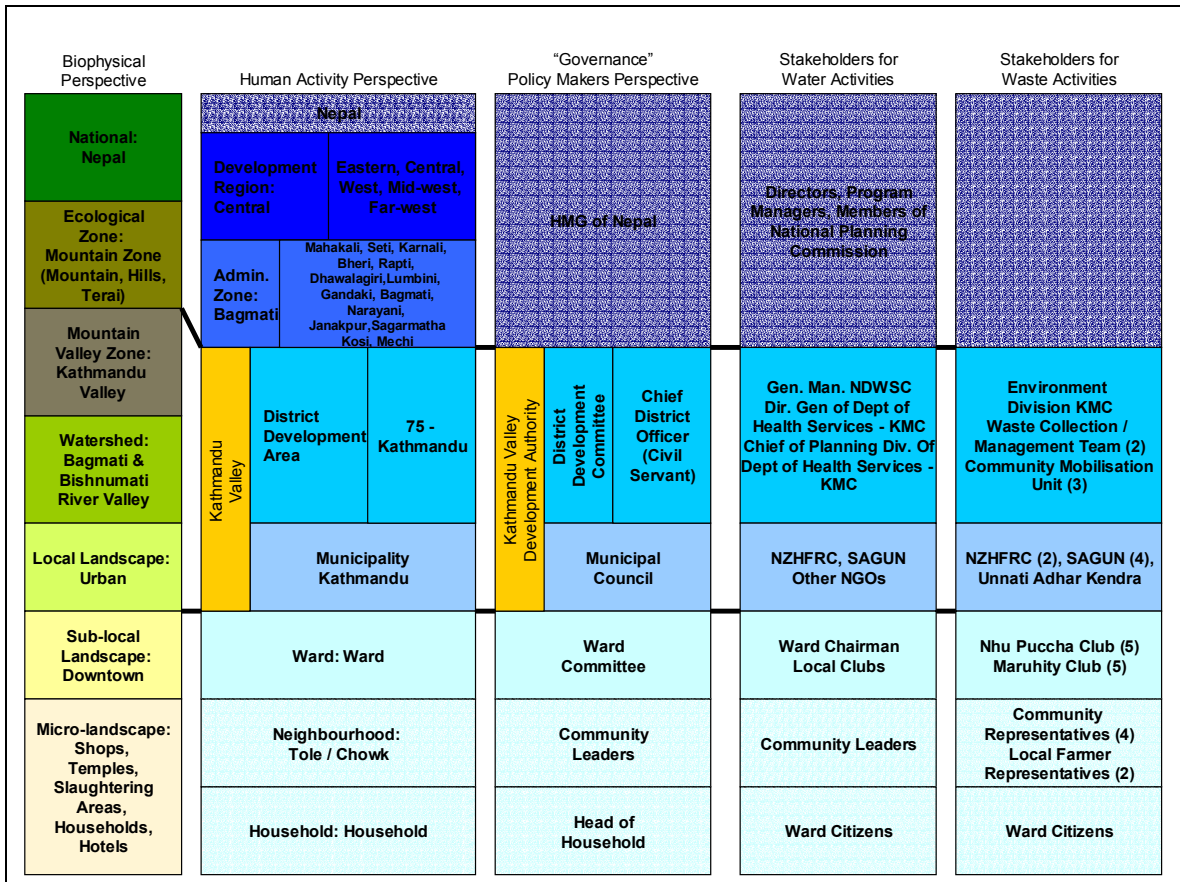 Biophysical
Perspective
Human Activity Perspective
“Governance”
Policy Makers Perspective
Stakeholders for
Water Activities
Stakeholders for
Waste Activities
National:
Nepal
Ecological
Zone:
Mountain Zone
(Mountain, Hills,
Terai)
Mountain
Valley Zone:
Kathmandu
Valley
Watershed:
Bagmati &
Bishnumati
River Valley
Local Landscape:
Urban
Sub-local
Landscape:
Downtown
Micro-landscape:
Shops,
Temples,
Slaughtering
Areas,
Households,
Hotels
Nepal
Development
Region:
Central
Eastern, Central,
West, Mid-west,
Far-west
Admin.
Zone:
Bagmati
Mahakali, Seti, Karnali,
Bheri, Rapti,
Dhawalagiri,Lumbini,
Gandaki, Bagmati,
Narayani,
Janakpur,Sagarmatha
Kosi, Mechi
Kathmandu
Valley
District
Development
Area
75 -
Kathmandu
Municipality
Kathmandu
Ward: Ward
Neighbourhood:
Tole / Chowk
Household: Household
HMG of Nepal
Kathmandu Valley
Development Authority
District
Development
Committee
Chief
District
Officer
(Civil
Servant)
Municipal
Council
Ward
Committee
Community
Leaders
Head of
Household
Directors, Program
Managers, Members of
National Planning
Commission
Gen. Man. NDWSC
Dir. Gen of Dept of
Health Services - KMC
Chief of Planning Div. Of
Dept of Health Services -
KMC
NZHFRC, SAGUN
Other NGOs
Ward Chairman
Local Clubs
Community Leaders
Ward Citizens
Environment
Division KMC
Waste Collection /
Management Team (2)
Community Mobilisation
Unit (3)
NZHFRC (2), SAGUN (4),
Unnati Adhar Kendra
Nhu Puccha Club (5)
Maruhity Club (5)
Community
Representatives (4)
Local Farmer
Representatives (2)
Ward Citizens